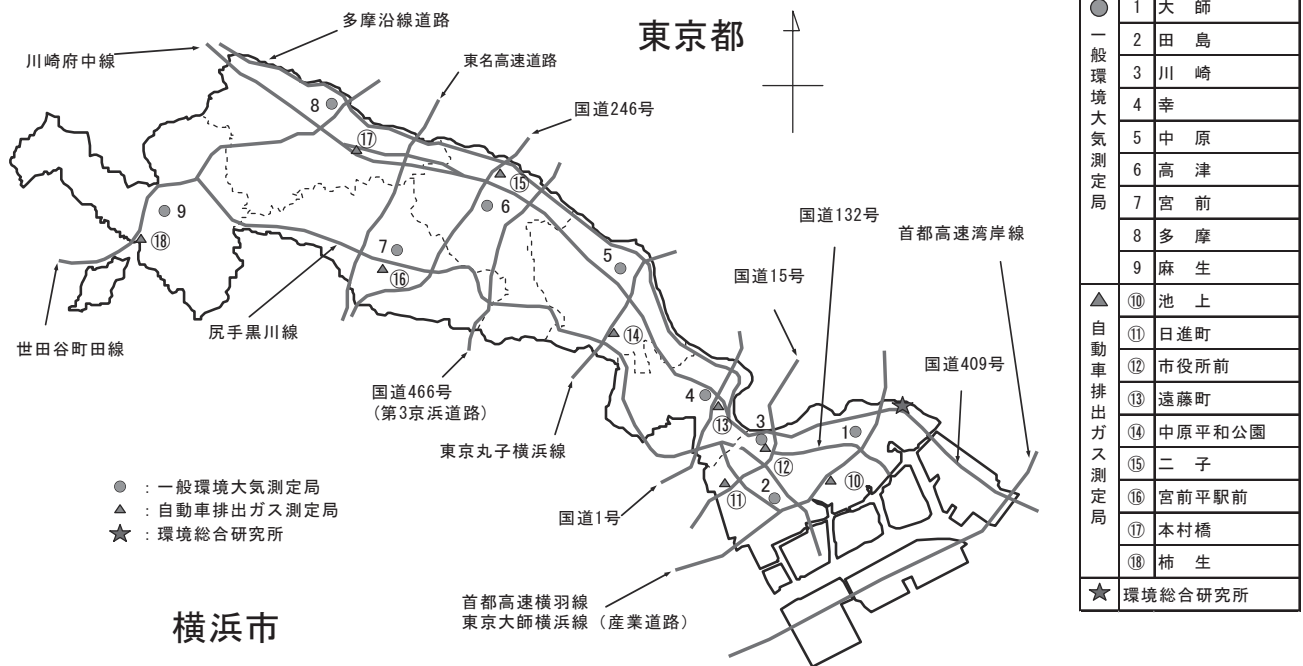 東京都
多摩沿線道路
川崎府中線
東名高速道路
国道246号
国道132号
首都高速湾岸線
国道15号
国道409号
世田谷町田線
尻手黒川線
国道466号
(第3京浜道路)
東京丸子横浜線
国道1号
首都高速横羽線
東京大師横浜線(産業道路)
8
⑰
⑮
6
9
⑱
7
⑯
5
⑭
4
⑬
3
⑫
1
⑩
⑪
2
● : 一般環境大気測定局
▲ : 自動車排出ガス測定局
★ : 環境総合研究所
横浜市
● 一般環境大気測定局
1 大 師
2 田 島
3 川 崎
4 幸
5 中 原
6 高 津
7 宮 前
8 多 摩
9 麻 生
▲ 自動車排出ガス測定局
⑩ 池 上
⑪ 日進町
⑫ 市役所前
⑬ 遠藤町
⑭ 中原平和公園
⑮ 二 子
⑯ 宮前平駅前
⑰ 本村橋
⑱ 柿 生
★ 環境総合研究所